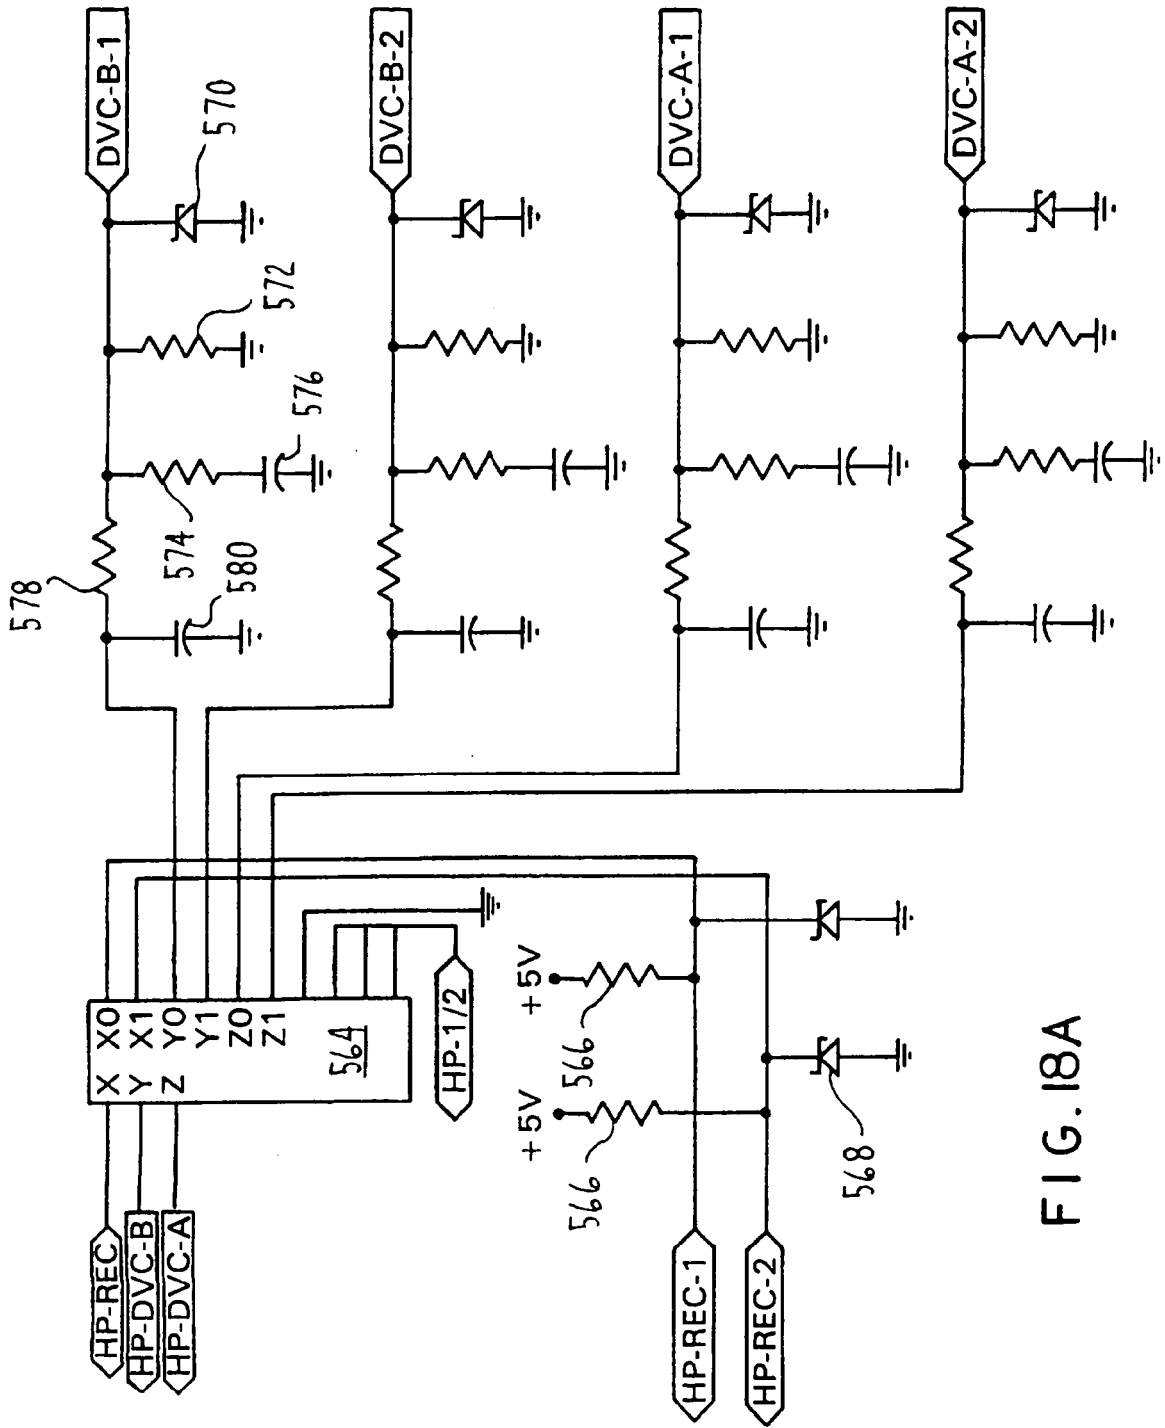 DVC-B-1
570
572
576
574
580
578
DVC-B-2
DVC-A-1
DVC-A-2
X X0
Y X1
Z Y0
Y1
Z0
Z1
564
HP-REC
HP-DVC-B
HP-DVC-A
HP-1/2
+5V
566
+5V
566
568
HP-REC-1
HP-REC-2
FIG. 18A